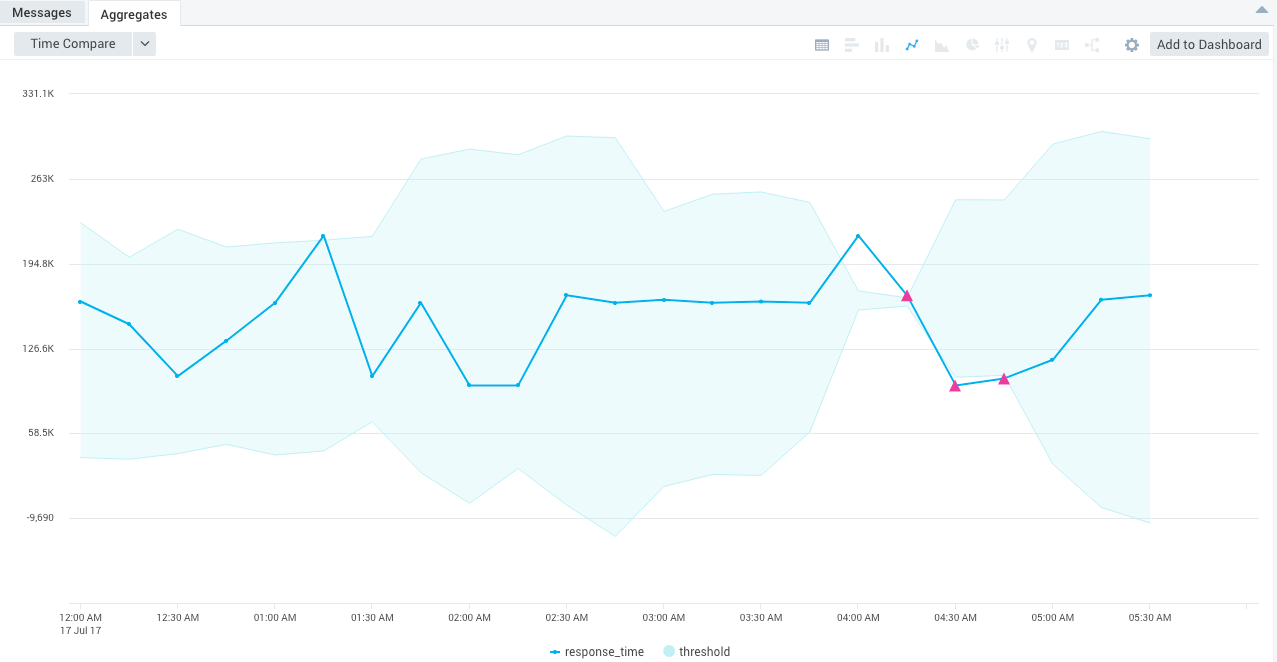 Messages
Aggregates
Time Compare
Add to Dashboard
331.1K
263K
194.8K
126.6K
58.5K
-9,690
12:00 AM 12:30 AM 01:00 AM 01:30 AM 02:00 AM 02:30 AM 03:00 AM 03:30 AM 04:00 AM 04:30 AM 05:00 AM 05:30 AM
17 Jul 17
response_time threshold